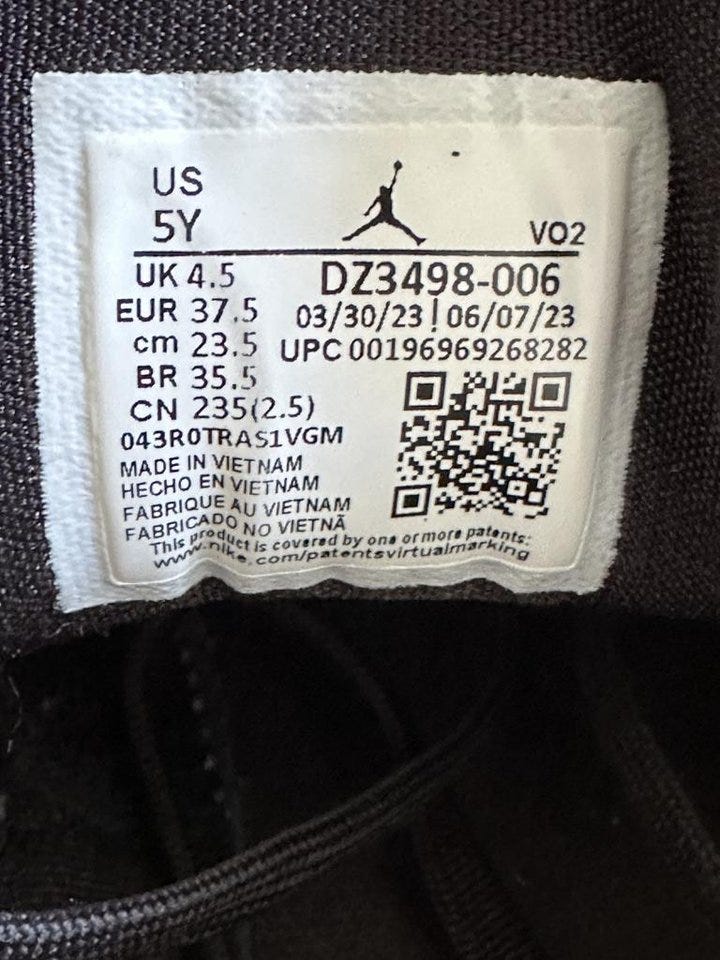 US
5Y
VO2
UK 4.5
DZ3498-006
EUR 37.5
03/30/23 | 06/07/23
cm 23.5
UPC 00196969268282
BR 35.5
CN 235(2.5)
043R0TRAS1VGM
MADE IN VIETNAM
HECHO EN VIETNAM
FABRIQUE AU VIETNAM
FABRICADO NO VIETNÃ
This product is covered by one or more patents:
www.nike.com/patentsvirtualmarking